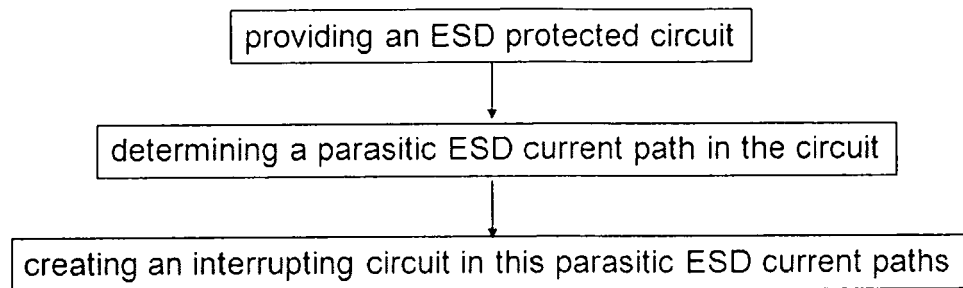 providing an ESD protected circuit
determining a parasitic ESD current path in the circuit
creating an interrupting circuit in this parasitic ESD current paths